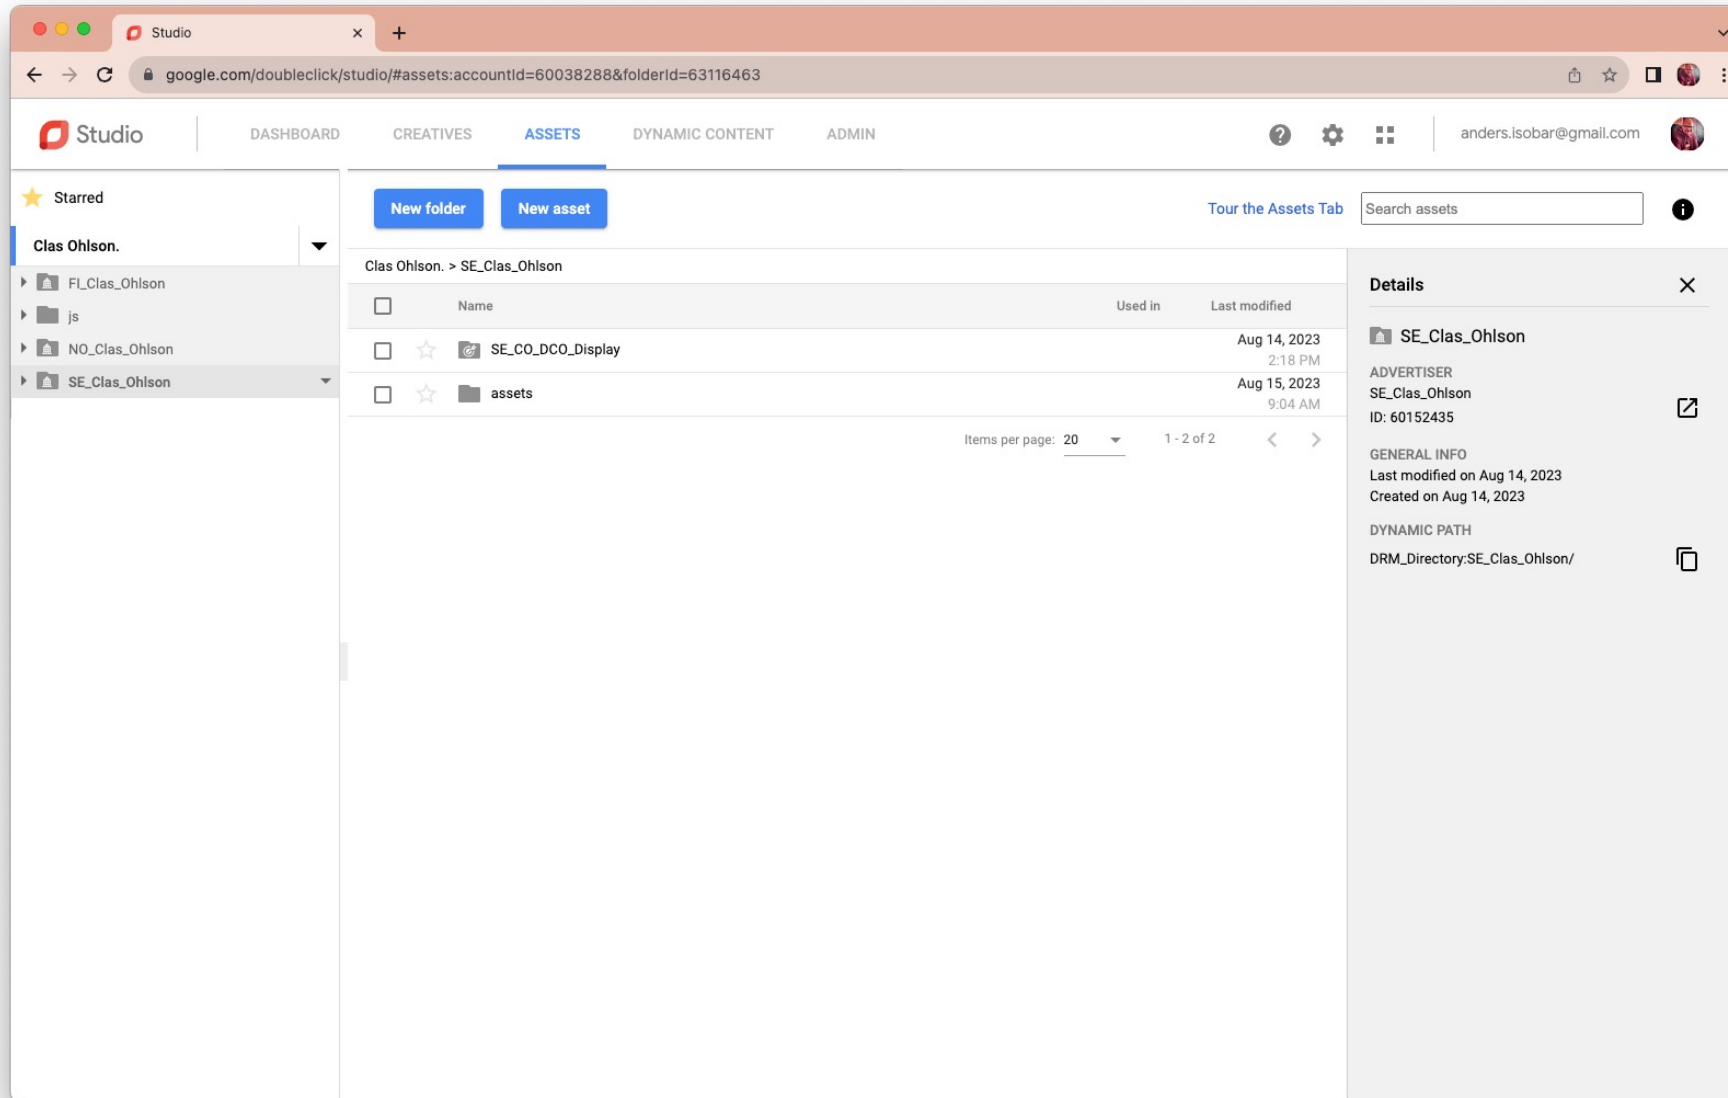 Studio
google.com/doubleclick/studio/#assets:accountId=60038288&folderId=63116463
Studio
DASHBOARD
CREATIVES
ASSETS
DYNAMIC CONTENT
ADMIN
anders.isobar@gmail.com
Starred
Clas Ohlson.
FI_Clas_Ohlson
js
NO_Clas_Ohlson
SE_Clas_Ohlson
New folder
New asset
Tour the Assets Tab
Search assets
Clas Ohlson. > SE_Clas_Ohlson
Name
Used in
Last modified
SE_CO_DCO_Display
Aug 14, 2023
2:18 PM
assets
Aug 15, 2023
9:04 AM
Items per page: 20
1 - 2 of 2
Details
SE_Clas_Ohlson
ADVERTISER
SE_Clas_Ohlson
ID: 60152435
GENERAL INFO
Last modified on Aug 14, 2023
Created on Aug 14, 2023
DYNAMIC PATH
DRM_Directory:SE_Clas_Ohlson/